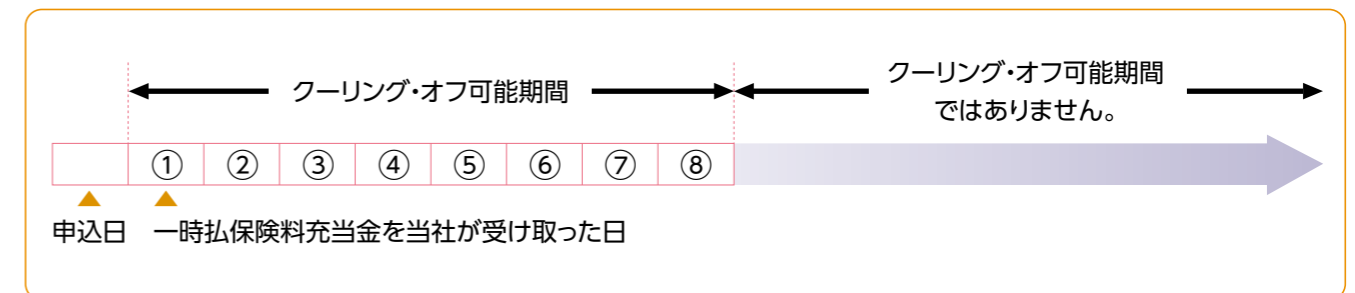 クーリング・オフ可能期間
クーリング・オフ可能期間
ではありません。
① ② ③ ④ ⑤ ⑥ ⑦ ⑧
申込日 一時払保険料充当金を当社が受け取った日